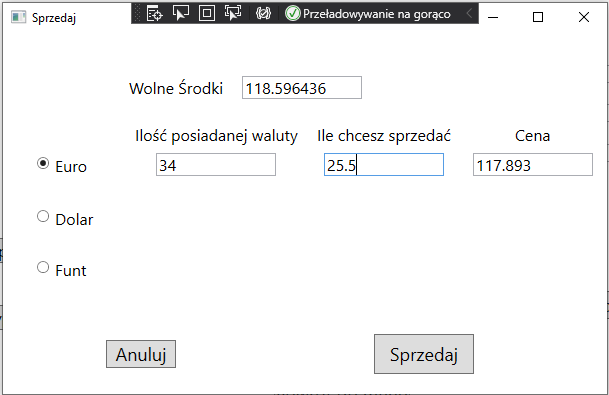 Sprzedaj
Przeładowywanie na gorąco
Wolne Środki 118.596436
Ilość posiadanej waluty Ile chcesz sprzedać Cena
Euro 34 25.5 117.893
Dolar
Funt
Anuluj Sprzedaj